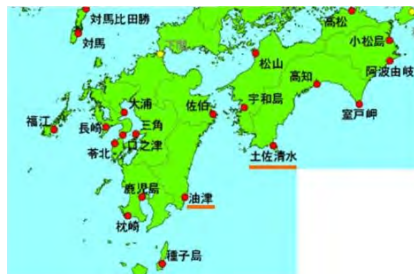 対馬比田勝
対馬
高松
小松島
松山
阿波由岐
高知
大浦
佐伯
宇和島
室戸岬
福江
長崎
三角
口之津
苓北
土佐清水
鹿児島
油津
枕崎
種子島